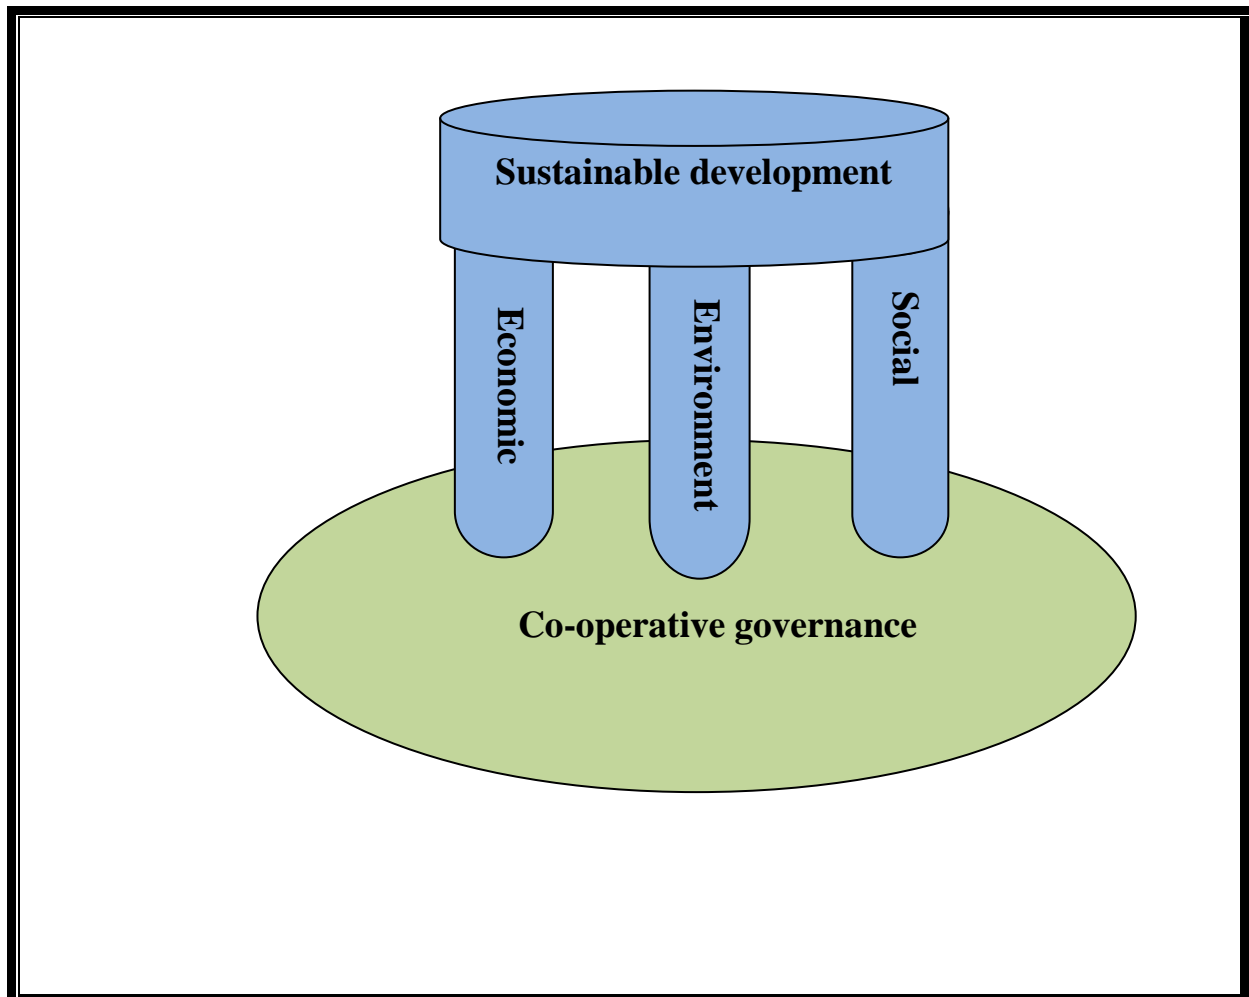 Sustainable development
Economic
Environment
Social
Co-operative governance